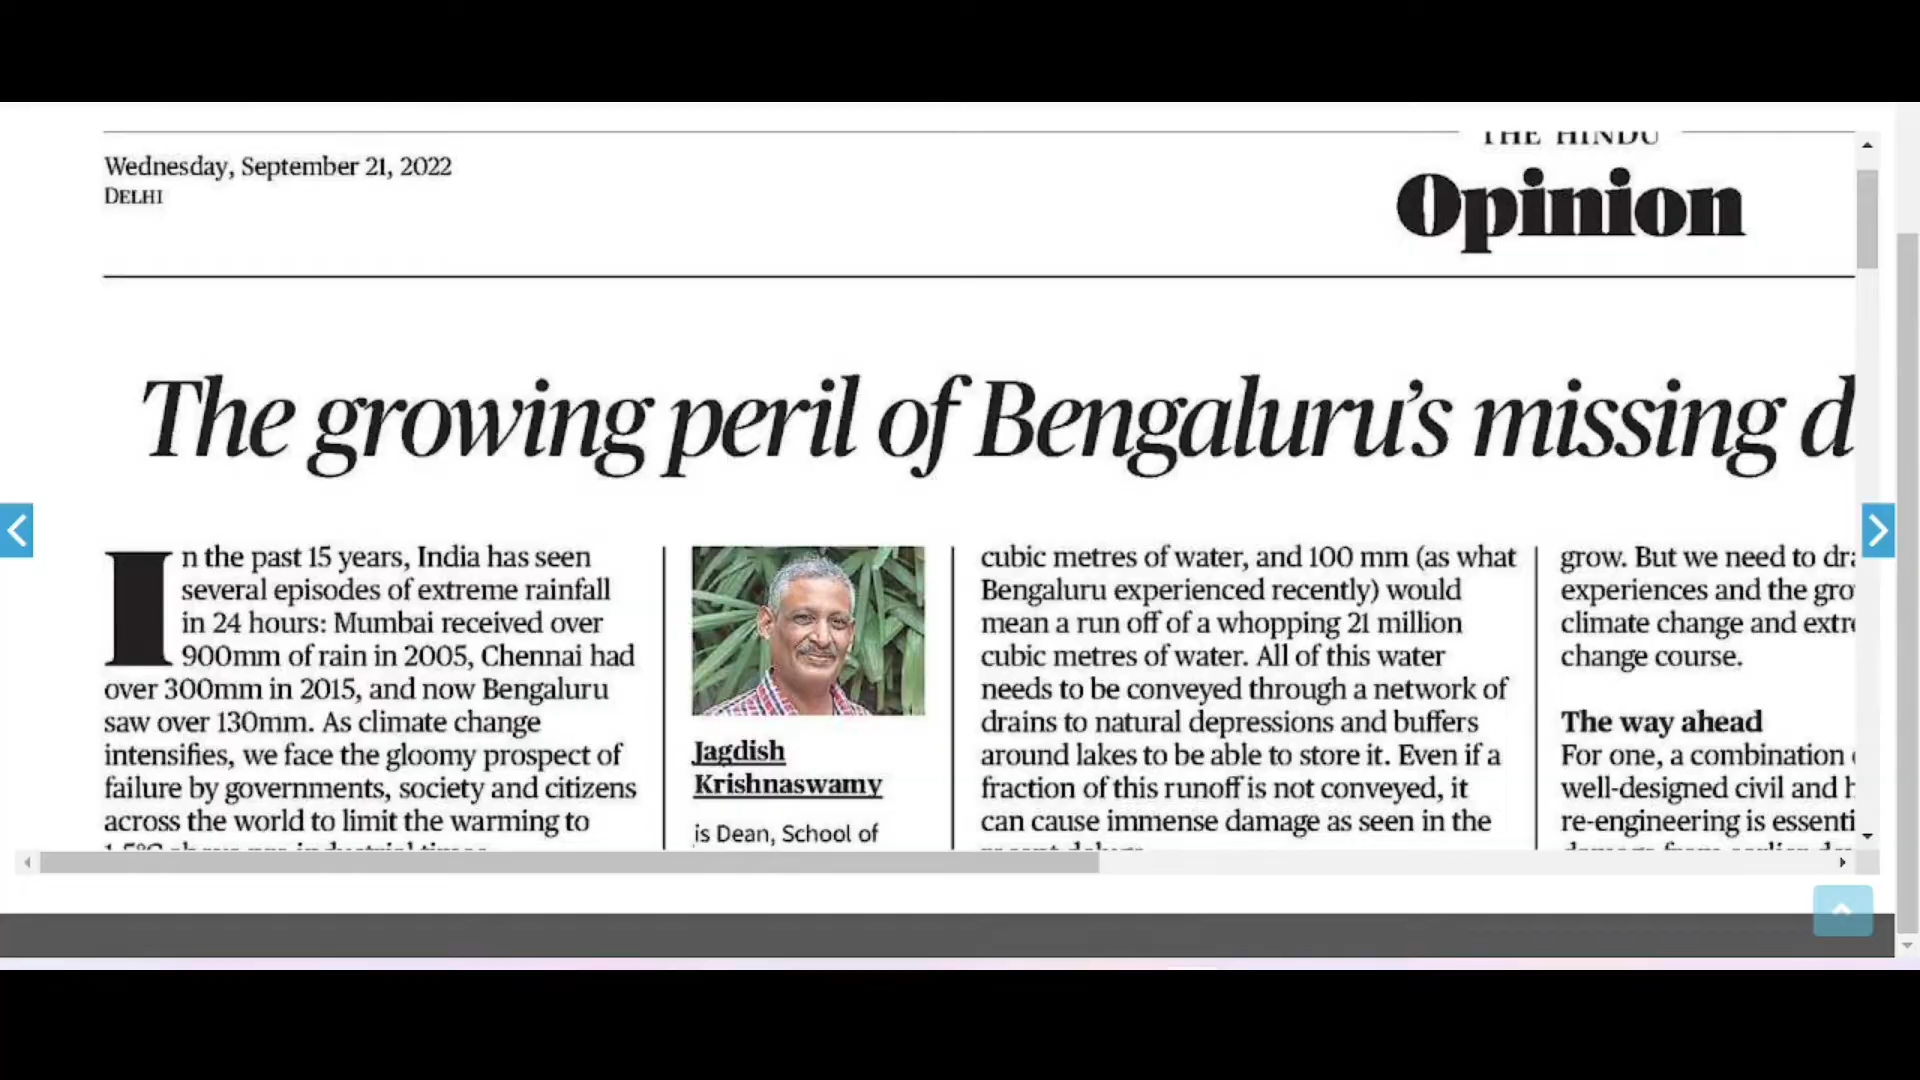 THE HINDU
Wednesday, September 21, 2022
DELHI
Opinion
The growing peril of Bengaluru's missing d
In the past 15 years, India has seen
several episodes of extreme rainfall
in 24 hours: Mumbai received over
900mm of rain in 2005, Chennai had
over 300mm in 2015, and now Bengaluru
saw over 130mm. As climate change
intensifies, we face the gloomy prospect of
failure by governments, society and citizens
across the world to limit the warming to
Jagdish
Krishnaswamy
is Dean, School of
cubic metres of water, and 100 mm (as what
Bengaluru experienced recently) would
mean a run off of a whopping 21 million
cubic metres of water. All of this water
needs to be conveyed through a network of
drains to natural depressions and buffers
around lakes to be able to store it. Even if a
fraction of this runoff is not conveyed, it
can cause immense damage as seen in the
grow. But we need to dra
experiences and the gro
climate change and extre
change course.
The way ahead
For one, a combination
well-designed civil and h
re-engineering is essenti